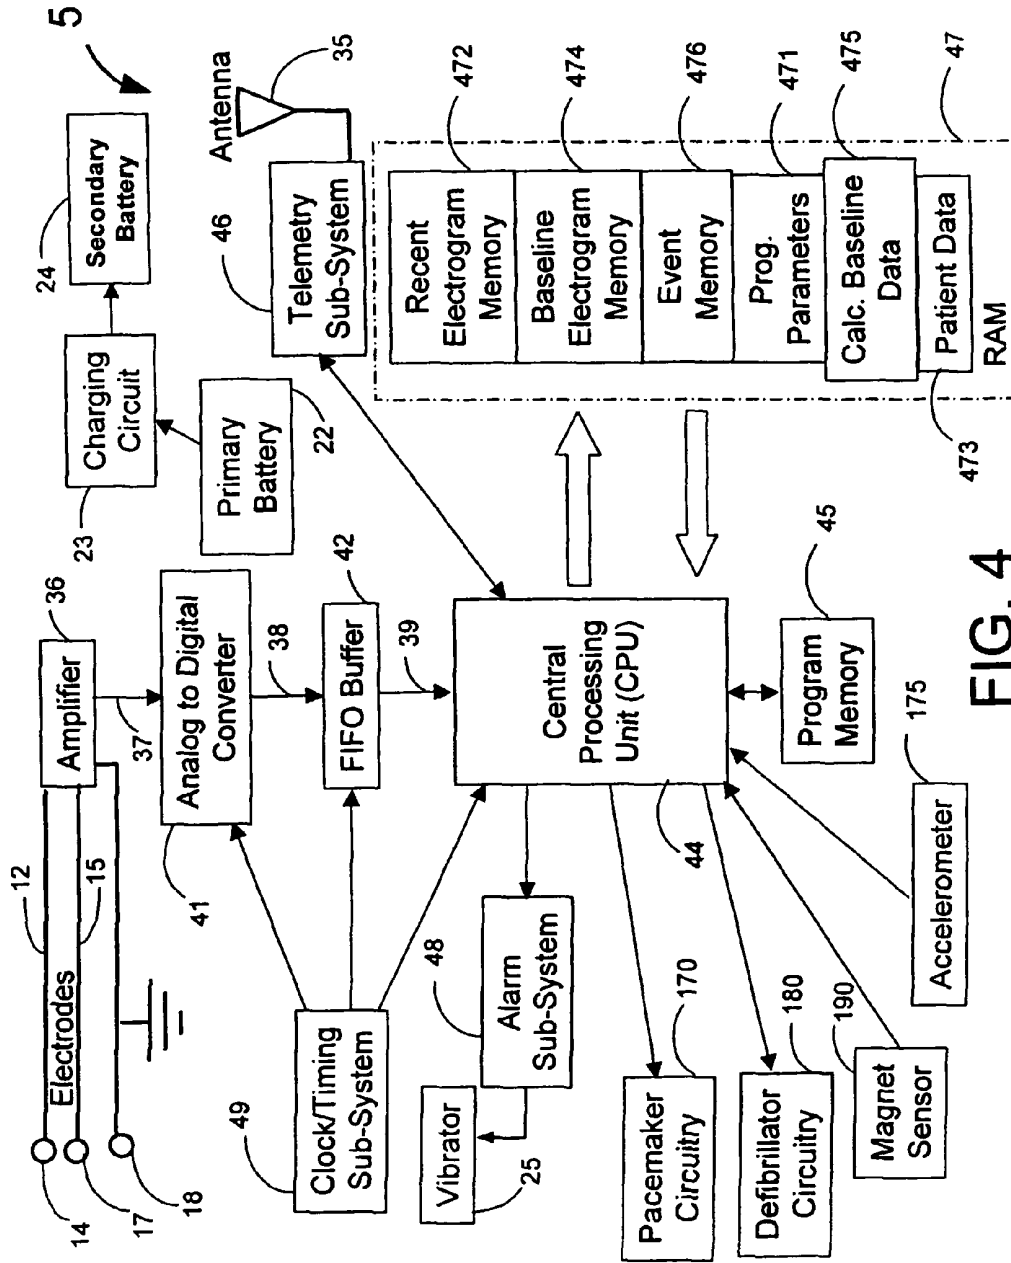 5
14
17
18
Electrodes
12
15
Amplifier
36
37
Analog to Digital
Converter
41
38
FIFO Buffer
42
39
Clock/Timing
Sub-System
49
23
Charging
Circuit
24
Secondary
Battery
Primary
Battery
22
46
Telemetry
Sub-System
Antenna
35
Central
Processing
Unit (CPU)
44
Vibrator
25
Alarm
Sub-System
48
Pacemaker
Circuitry
170
Defibrillator
Circuitry
180
Magnet
Sensor
190
Accelerometer
175
Program
Memory
45
Recent
Electrogram
Memory
472
Baseline
Electrogram
Memory
474
Event
Memory
476
Prog.
Parameters
471
Calc. Baseline
Data
475
Patient Data
473
RAM
47
FIG. 4